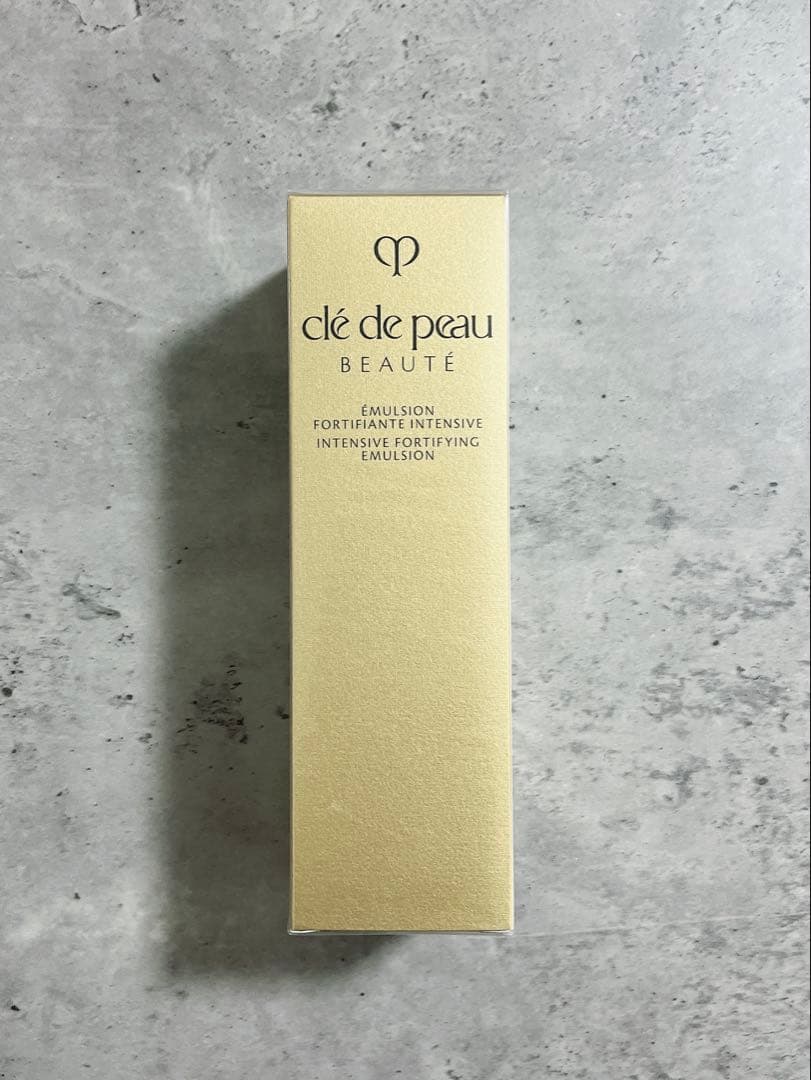 clé de peau
BEAUTÉ
ÉMULSION
FORTIFIANTE INTENSIVE
INTENSIVE FORTIFYING
EMULSION